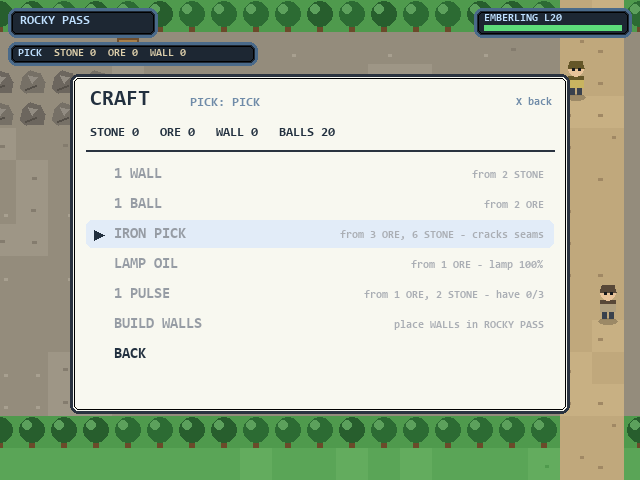 ROCKY PASS
EMBERLING L20
PICK STONE 0 ORE 0 WALL 0
CRAFT PICK: PICK X back
STONE 0 ORE 0 WALL 0 BALLS 20
1 WALL from 2 STONE
1 BALL from 2 ORE
IRON PICK from 3 ORE, 6 STONE - cracks seams
LAMP OIL from 1 ORE - lamp 100%
1 PULSE from 1 ORE, 2 STONE - have 0/3
BUILD WALLS place WALLs in ROCKY PASS
BACK